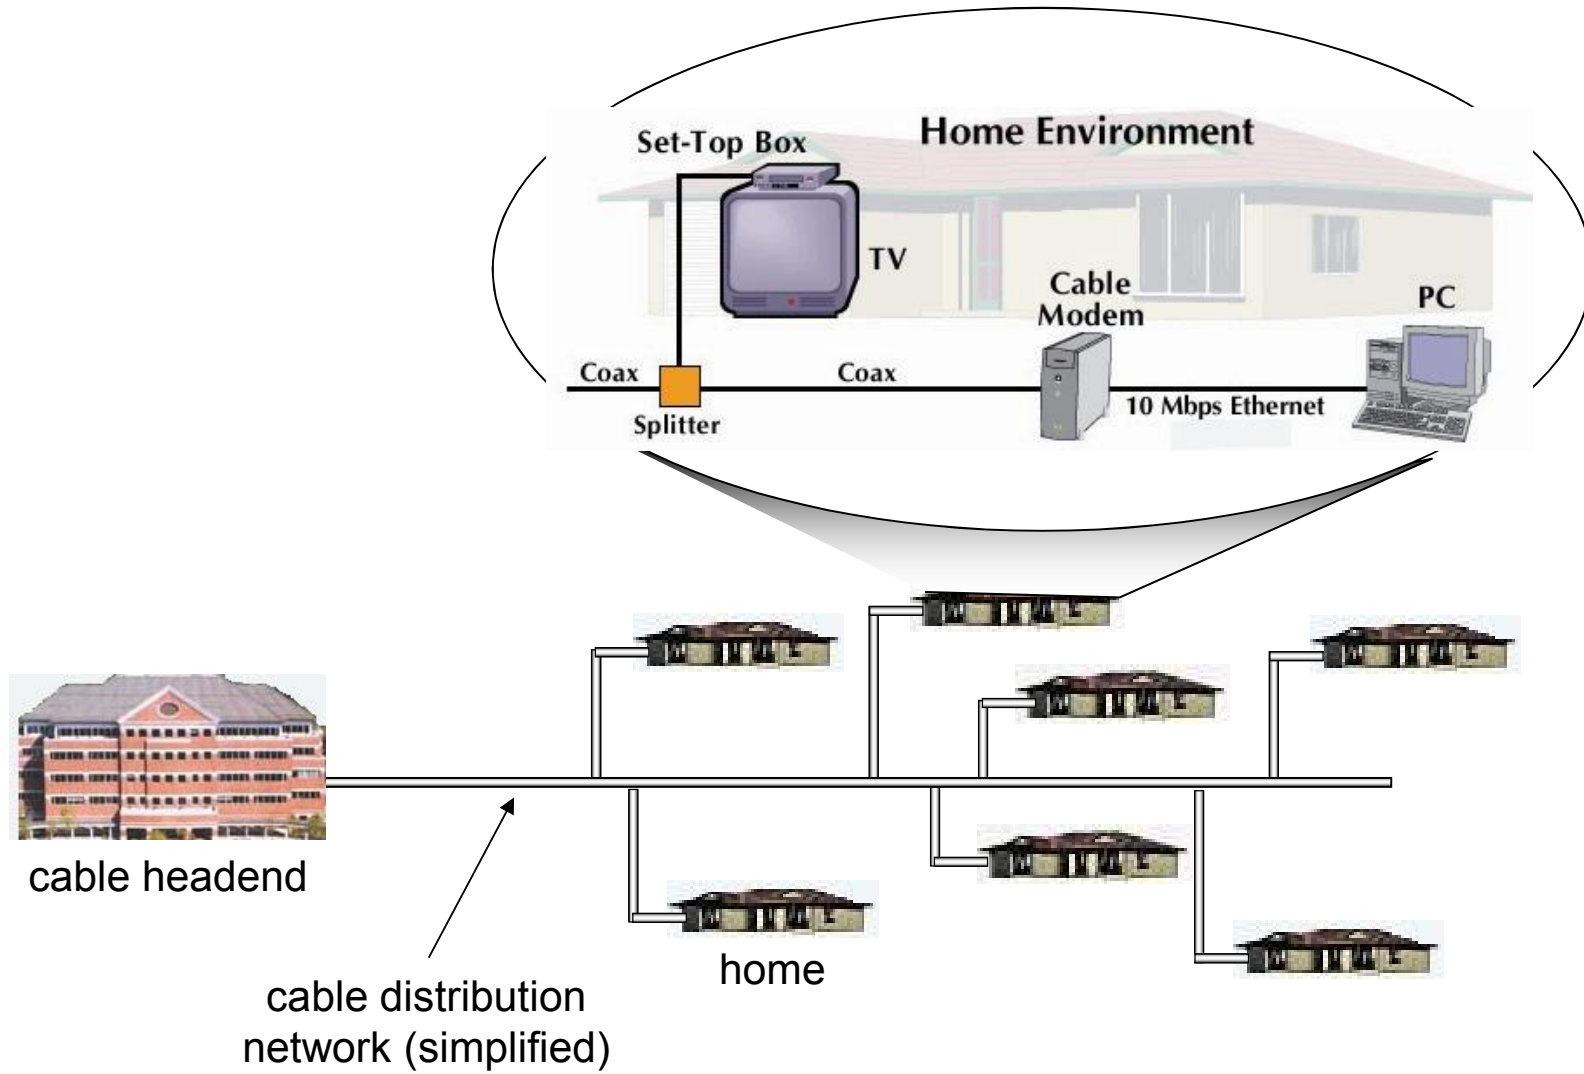 Home Environment
Set-Top Box
TV
Cable
Modem
PC
Coax
Coax
10 Mbps Ethernet
Splitter
cable headend
home
cable distribution
network (simplified)